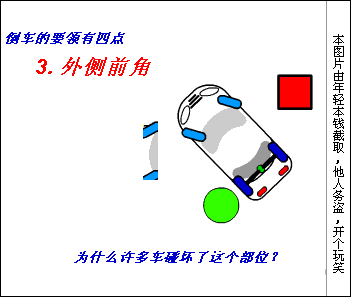 倒车的要领有四点
3. 外侧前角
为什么许多车碰坏了这个部位？
本图片由年轻本钱截取，他人务盗，开个玩笑